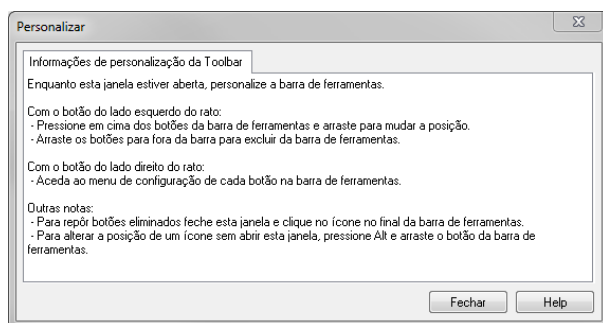 Personalizar
Informações de personalização da Toolbar
Enquanto esta janela estiver aberta, personalize a barra de ferramentas.
Com o botão do lado esquerdo do rato:
- Pressione em cima dos botões da barra de ferramentas e arraste para mudar a posição.
- Arraste os botões para fora da barra para excluir da barra de ferramentas.
Com o botão do lado direito do rato:
- Aceda ao menu de configuração de cada botão na barra de ferramentas.
Outras notas:
- Para repôr botões eliminados feche esta janela e clique no ícone no final da barra de ferramentas.
- Para alterar a posição de um ícone sem abrir esta janela, pressione Alt e arraste o botão da barra de
ferramentas.
Fechar Help